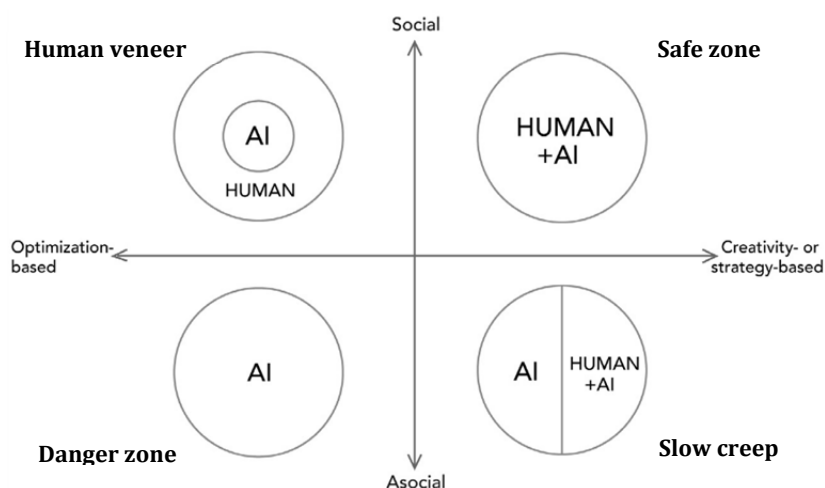 Social
Human veneer
Safe zone
AI
HUMAN
HUMAN
+AI
Optimization-
based
Creativity- or
strategy-based
AI
AI
HUMAN
+AI
Danger zone
Slow creep
Asocial